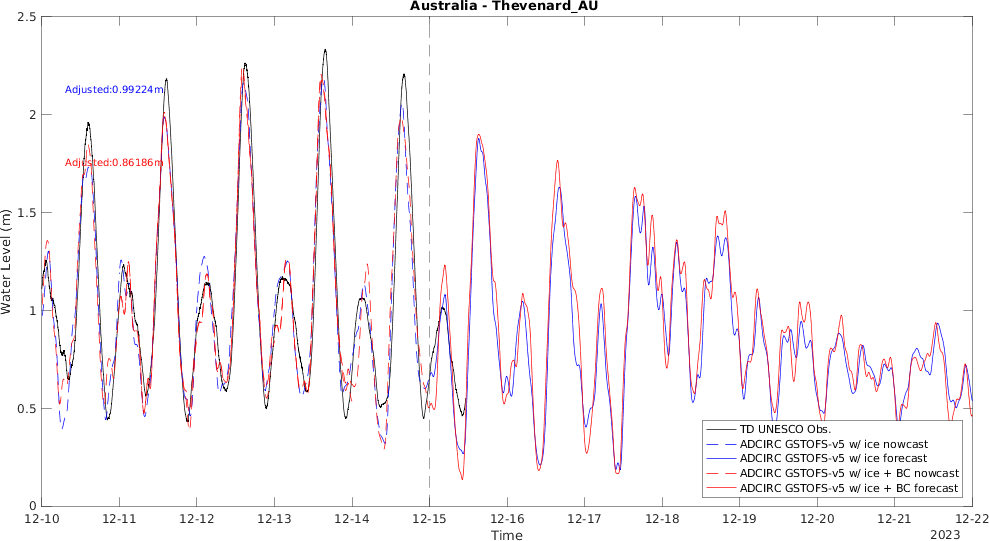 Australia - Thevenard_AU
Water Level (m)
2.5
2
1.5
1
0.5
0
Adjusted:0.99224m
Adjusted:0.86186m
TD UNESCO Obs.
ADCIRC GSTOFS-v5 w/ ice nowcast
ADCIRC GSTOFS-v5 w/ ice forecast
ADCIRC GSTOFS-v5 w/ ice + BC nowcast
ADCIRC GSTOFS-v5 w/ ice + BC forecast
12-10 12-11 12-12 12-13 12-14 12-15 12-16 12-17 12-18 12-19 12-20 12-21 12-22
Time
2023